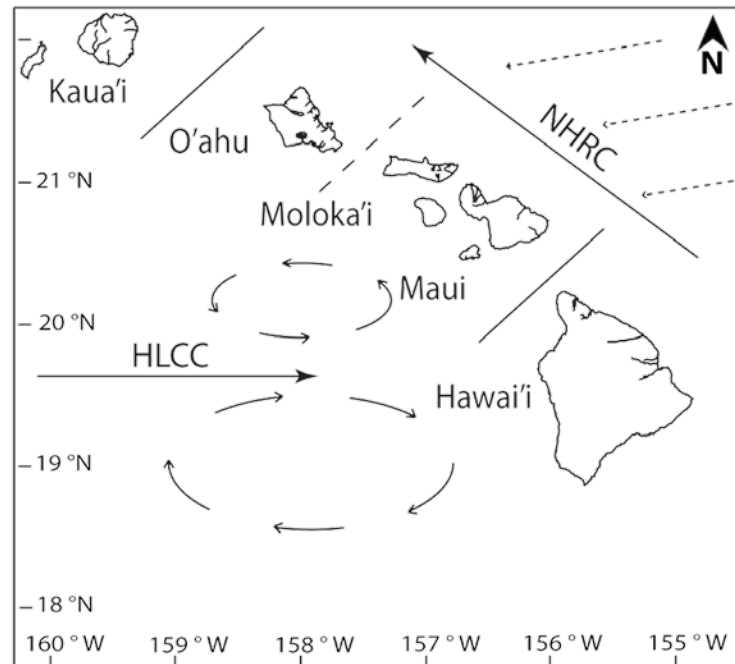 N
Kaua'i
NHRC
O'ahu
21 °N
Moloka'i
Maui
20 °N
HLCC
Hawai'i
19 °N
18 °N
160 °W 159 °W 158 °W 157 °W 156 °W 155 °W